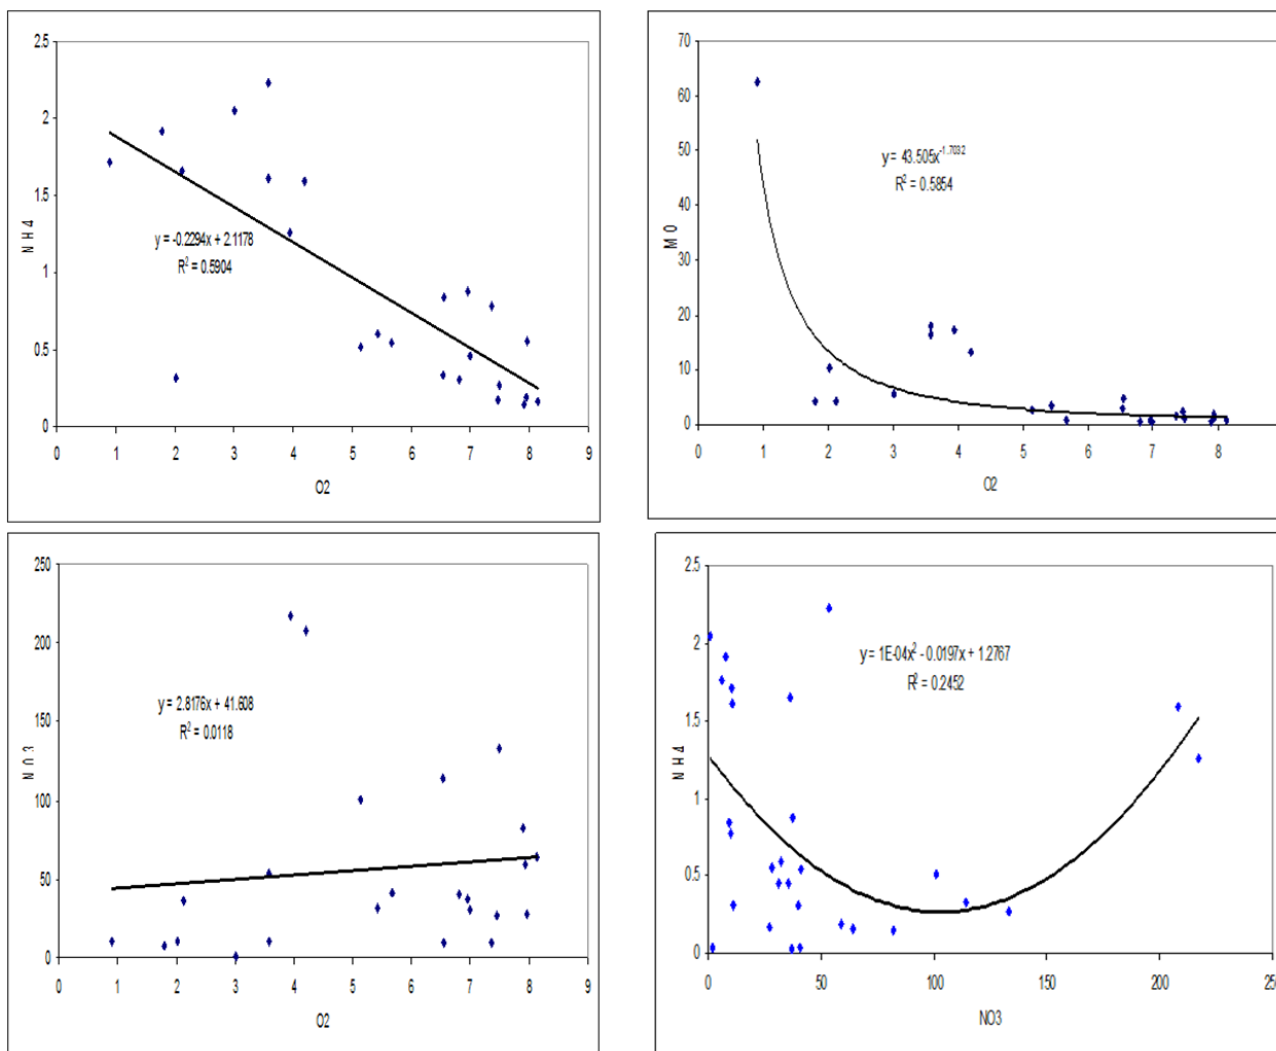 2.5
2
1.5
1
0.5
0
NH4
y = -0.2294x + 2.1178
R² = 0.5904
0 1 2 3 4 5 6 7 8 9
O2
70
60
50
40
30
20
10
0
M0
y = 43.505x^-1.7092
R² = 0.5854
0 1 2 3 4 5 6 7 8
O2
250
200
150
100
50
0
NO3
y = 2.8176x + 41.608
R² = 0.0118
0 1 2 3 4 5 6 7 8 9
O2
2.5
2
1.5
1
0.5
0
NH4
y = 1E-04x² - 0.0197x + 1.2767
R² = 0.2452
0 50 100 150 200 25
NO3